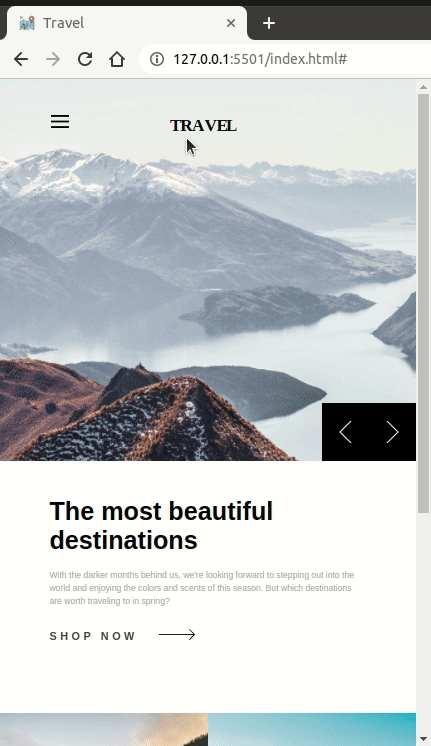 Travel
127.0.0.1:5501/index.html#
TRAVEL
The most beautiful
destinations
With the darker months behind us, we're looking forward to stepping out into the
world and enjoying the colors and scents of this season. But which destinations
are worth traveling to in spring?
SHOP NOW